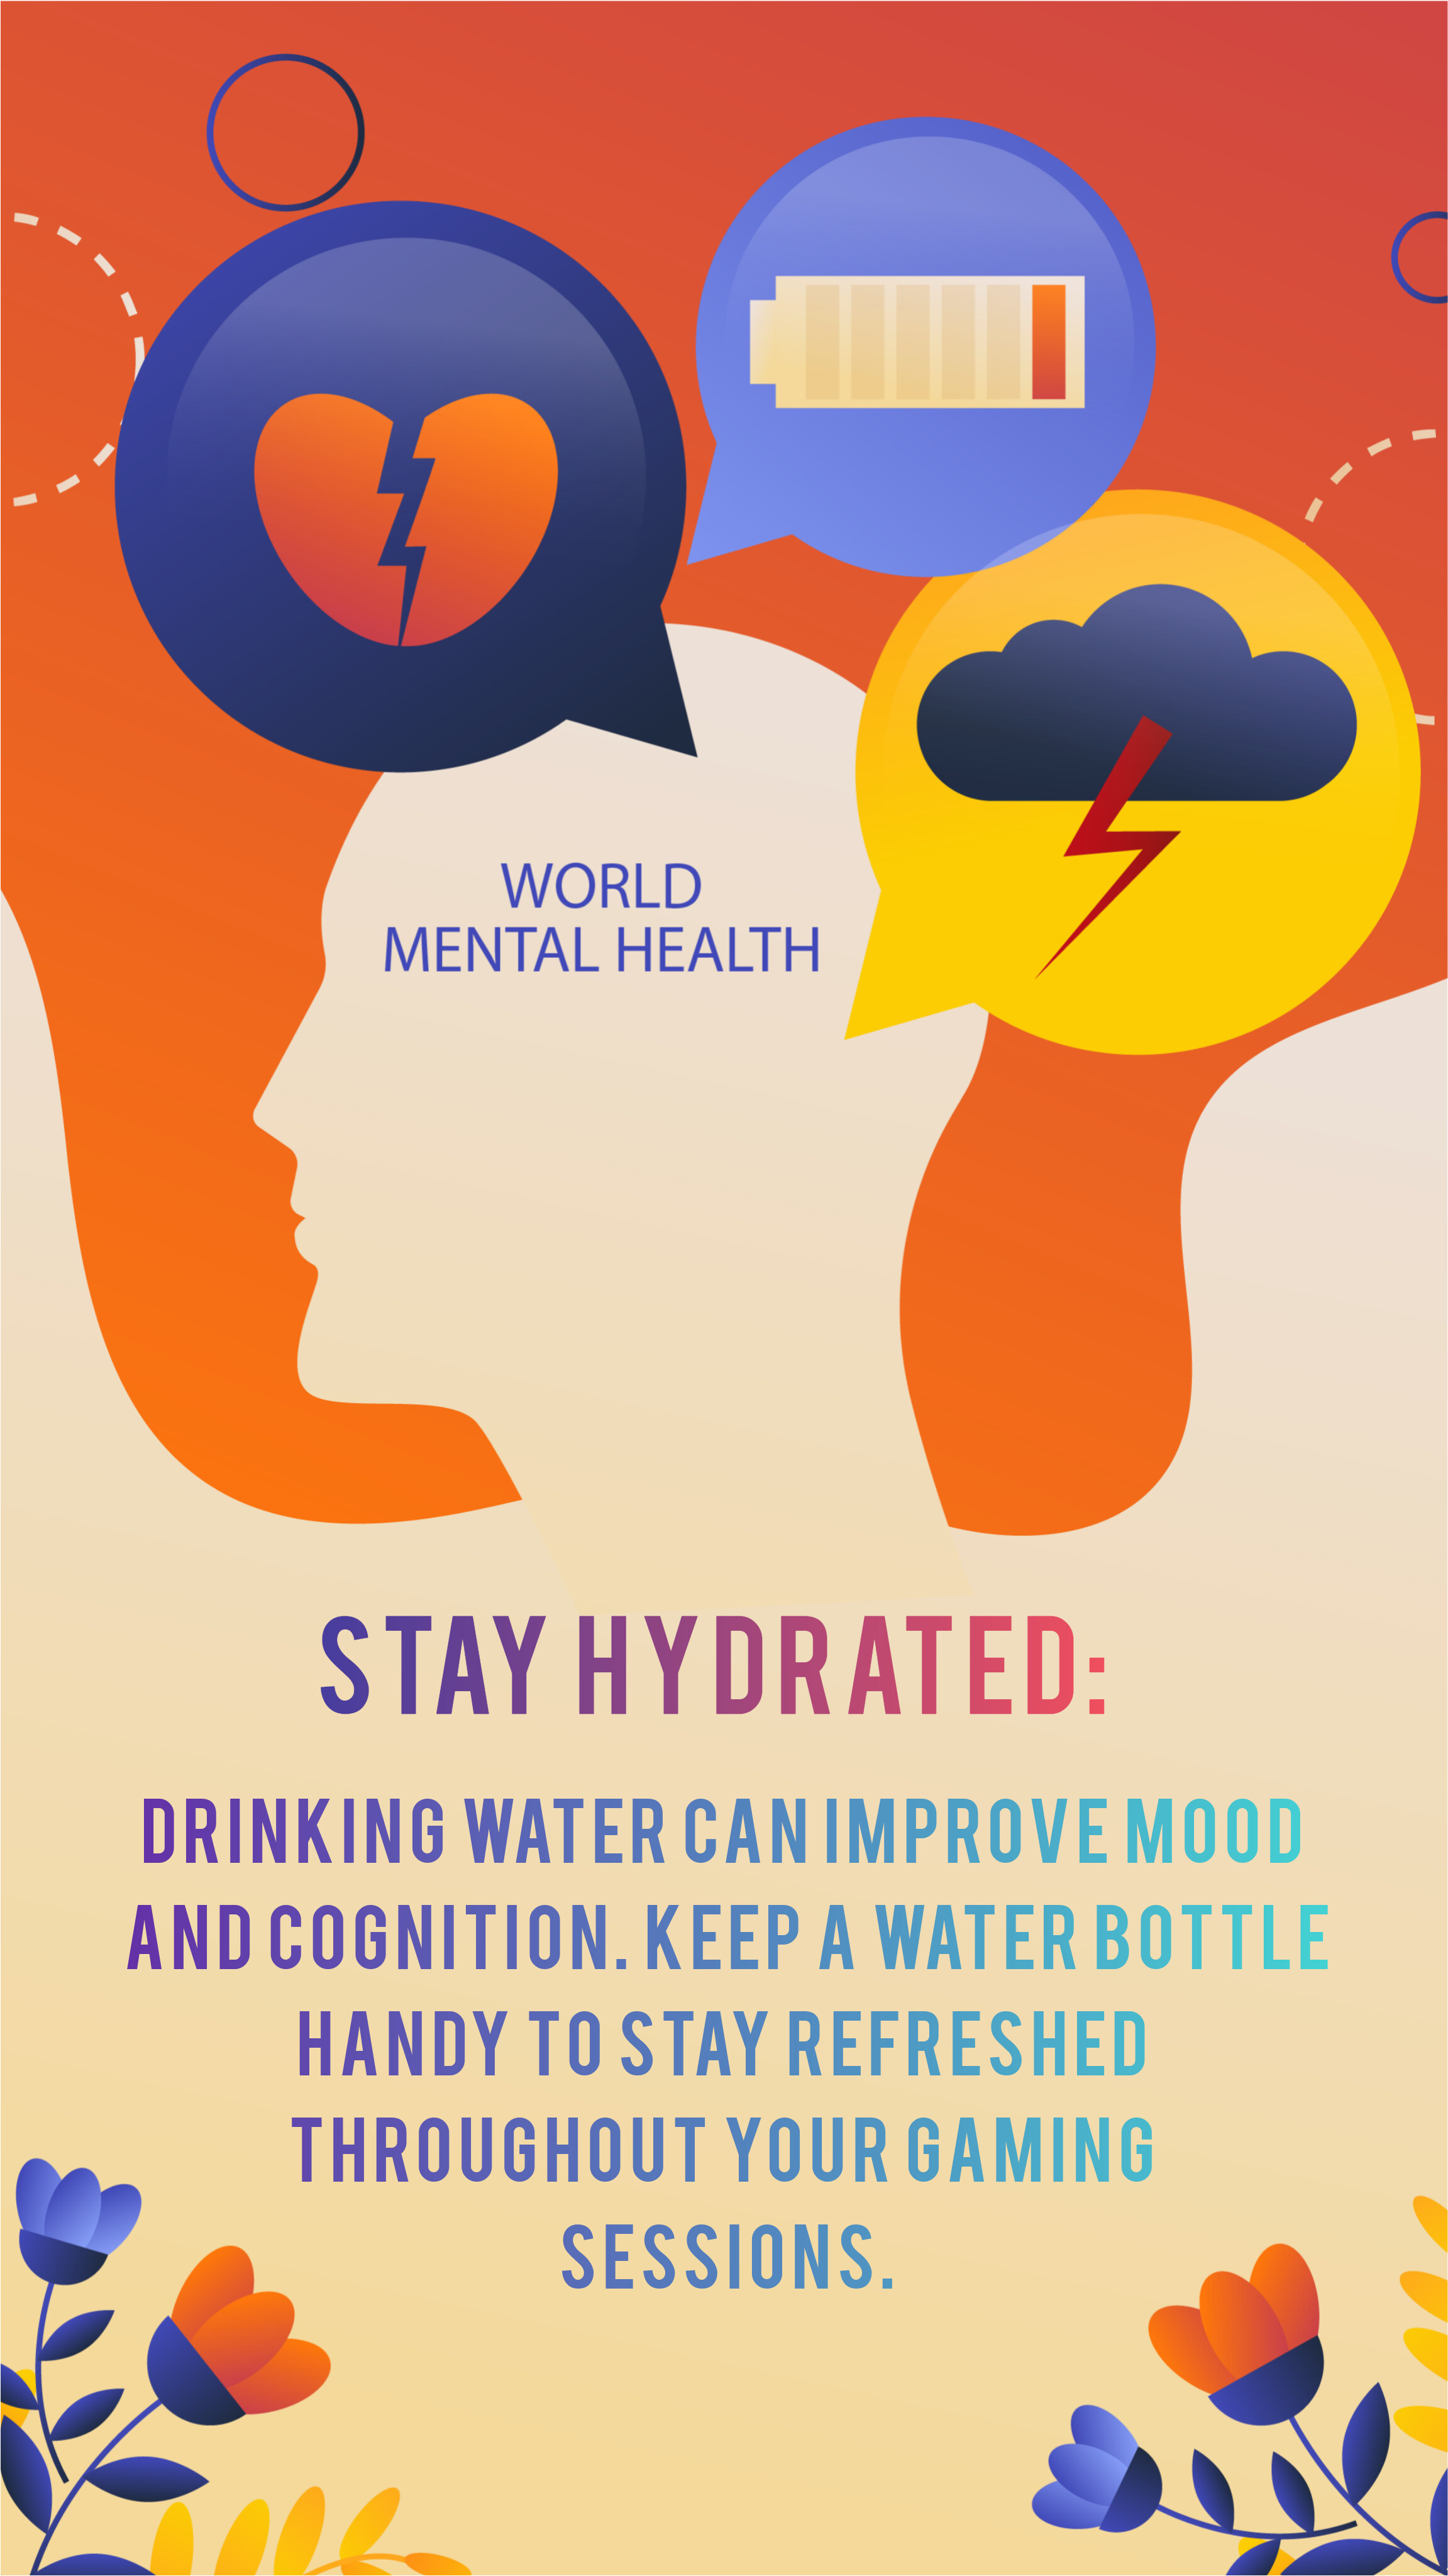 WORLD
MENTAL HEALTH
STAY HYDRATED:
DRINKING WATER CAN IMPROVE MOOD
AND COGNITION. KEEP A WATER BOTTLE
HANDY TO STAY REFRESHED
THROUGHOUT YOUR GAMING
SESSIONS.